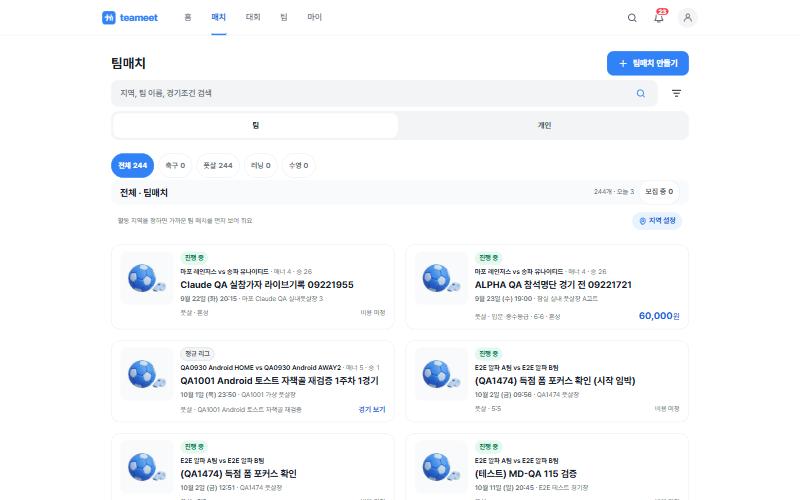 teameet
홈 매치 대회 팀 마이
23
팀매치
+ 팀매치 만들기
지역, 팀 이름, 경기조건 검색
팀 개인
전체 244 축구 0 풋살 244 러닝 0 수영 0
전체 · 팀매치
244개 · 오늘 3 모집 중 0
활동 지역을 정하면 가까운 팀 매치를 먼저 보여 줘요
지역 설정
진행 중
마포 레인저스 vs 송파 유나이티드 · 매너 4 · 승 26
Claude QA 실참가자 라이브기록 09221955
9월 22일 (화) 20:15 · 마포 Claude QA 실내풋살장 3
풋살 · 혼성 비용 미정
진행 중
마포 레인저스 vs 송파 유나이티드 · 매너 4 · 승 26
ALPHA QA 참석명단 경기 전 09221721
9월 23일 (수) 19:00 · 잠실 실내 풋살장 A코트
풋살 · 입문·중수등급 · 6:6 · 혼성 60,000원
정규 리그
QA0930 Android HOME vs QA0930 Android AWAY2 · 매너 5 · 승 1
QA1001 Android 토스트 자책골 재검증 1주차 1경기
10월 1일 (목) 23:50 · QA1001 가상 풋살장
풋살 · QA1001 Android 토스트 자책골 재검증 경기 보기
진행 중
E2E 알파 A팀 vs E2E 알파 B팀
(QA1474) 득점 폼 포커스 확인 (시작 임박)
10월 2일 (금) 09:56 · QA1474 풋살장
풋살 · 5:5 비용 미정
진행 중
E2E 알파 A팀 vs E2E 알파 B팀
(QA1474) 득점 폼 포커스 확인
10월 2일 (금) 12:51 · QA1474 풋살장
진행 중
E2E 알파 A팀 vs E2E 알파 B팀
(테스트) MD-QA 115 검증
10월 11일 (일) 20:45 · E2E 테스트 경기장